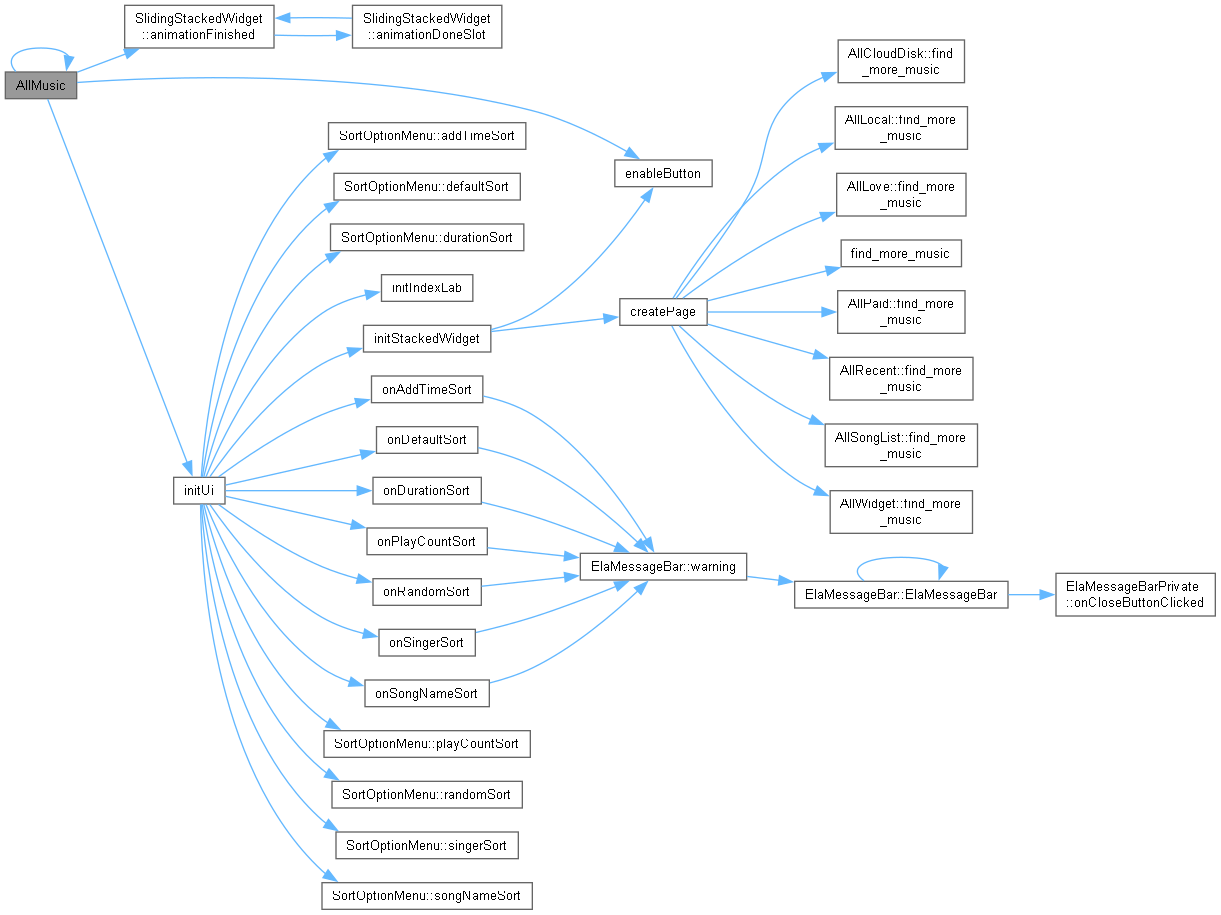 AllMusic
SlidingStackedWidget
::animationFinished
SlidingStackedWidget
::animationDoneSlot
initUi
SortOptionMenu::addTimeSort
SortOptionMenu::defaultSort
SortOptionMenu::durationSort
initIndexLab
initStackedWidget
onAddTimeSort
onDefaultSort
onDurationSort
onPlayCountSort
onRandomSort
onSingerSort
onSongNameSort
SortOptionMenu::playCountSort
SortOptionMenu::randomSort
SortOptionMenu::singerSort
SortOptionMenu::songNameSort
enableButton
createPage
ElaMessageBar::warning
AllCloudDisk::find
_more_music
AllLocal::find_more
_music
AllLove::find_more
_music
find_more_music
AllPaid::find_more
_music
AllRecent::find_more
_music
AllSongList::find_more
_music
AllWidget::find_more
_music
ElaMessageBar::ElaMessageBar
ElaMessageBarPrivate
::onCloseButtonClicked